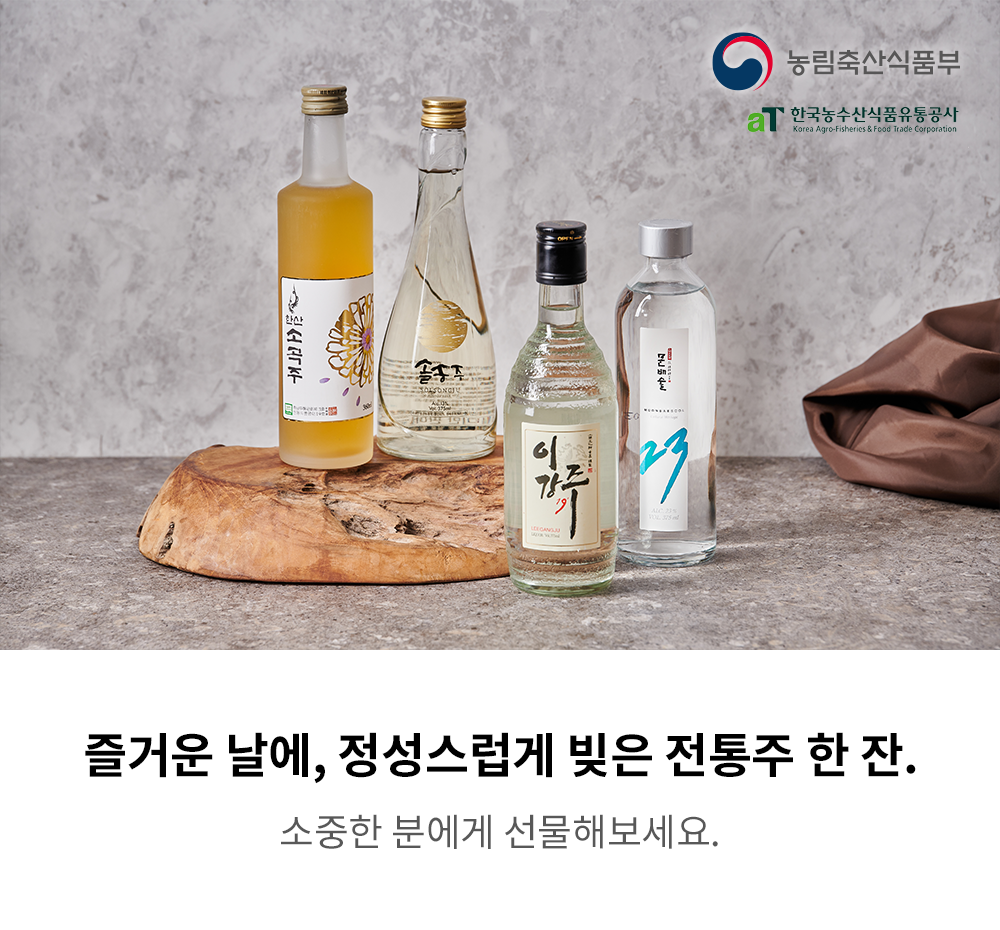 농림축산식품부
aT 한국농수산식품유통공사
Korea Agro-Fisheries & Food Trade Corporation
한산
소곡주
솔송주
이강주
19
문배술
23
즐거운 날에, 정성스럽게 빚은 전통주 한 잔.
소중한 분에게 선물해보세요.